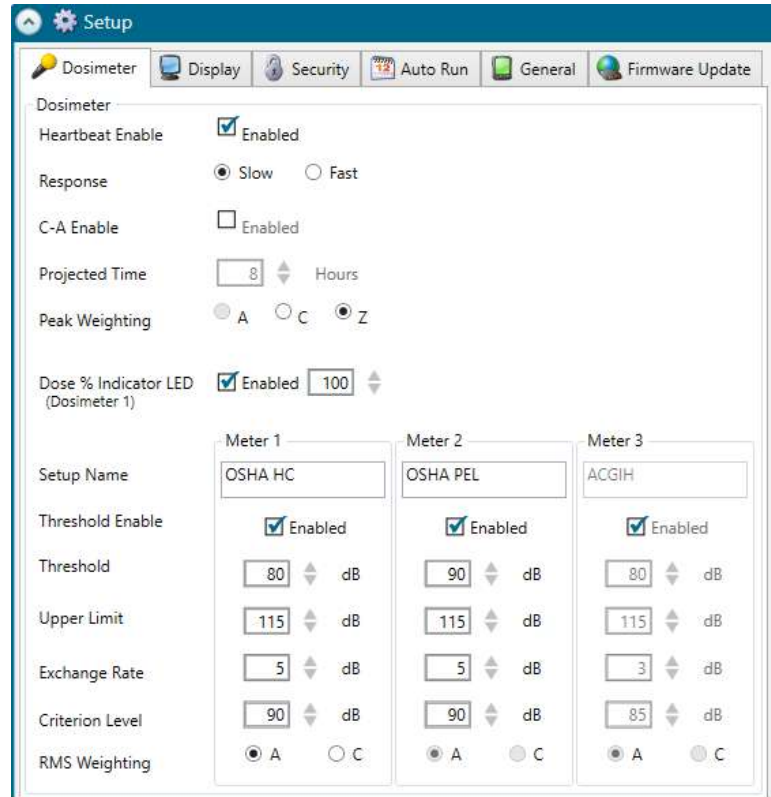 Setup
Dosimeter Display Security 12 Auto Run General Firmware Update
Dosimeter
Heartbeat Enable Enabled
Response Slow Fast
C-A Enable Enabled
Projected Time 8 Hours
Peak Weighting A C Z
Dose % Indicator LED Enabled 100
(Dosimeter 1)
Meter 1 Meter 2 Meter 3
Setup Name OSHA HC OSHA PEL ACGIH
Threshold Enable Enabled Enabled Enabled
Threshold 80 dB 90 dB 80 dB
Upper Limit 115 dB 115 dB 115 dB
Exchange Rate 5 dB 5 dB 3 dB
Criterion Level 90 dB 90 dB 85 dB
RMS Weighting A C A C A C